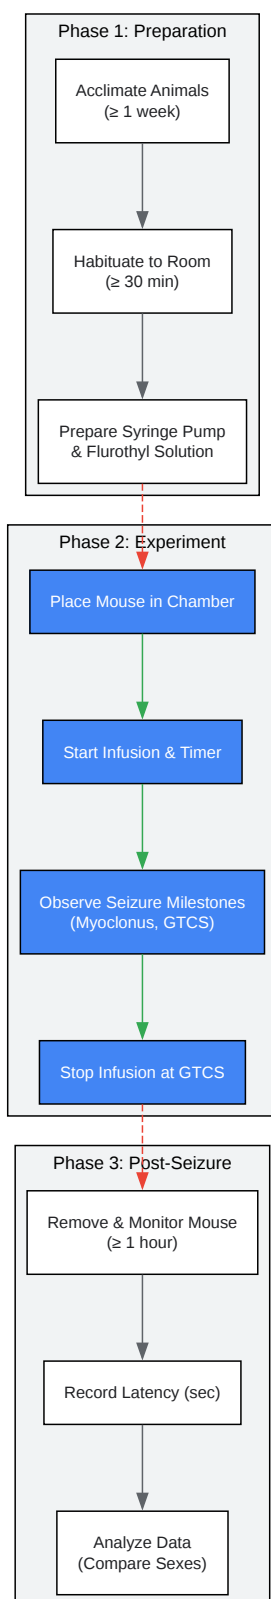 Phase 1: Preparation
Acclimate Animals
(≥ 1 week)
Habituate to Room
(≥ 30 min)
Prepare Syringe Pump
& Flurothyl Solution
Phase 2: Experiment
Place Mouse in Chamber
Start Infusion & Timer
Observe Seizure Milestones
(Myoclonus, GTCS)
Stop Infusion at GTCS
Phase 3: Post-Seizure
Remove & Monitor Mouse
(≥ 1 hour)
Record Latency (sec)
Analyze Data
(Compare Sexes)